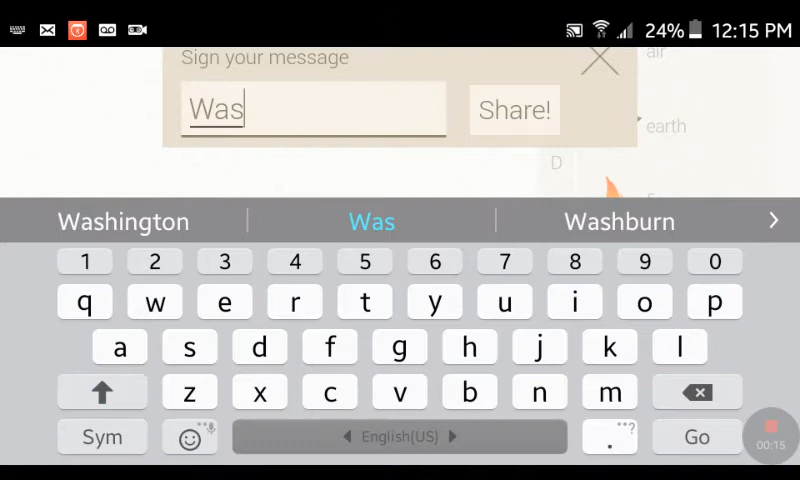 24% 12:15 PM
Sign your message
air
Was
Share!
earth
D
Washington Was Washburn
1 2 3 4 5 6 7 8 9 0
q w e r t y u i o p
a s d f g h j k l
z x c v b n m
Sym English(US) . ? Go
00:15